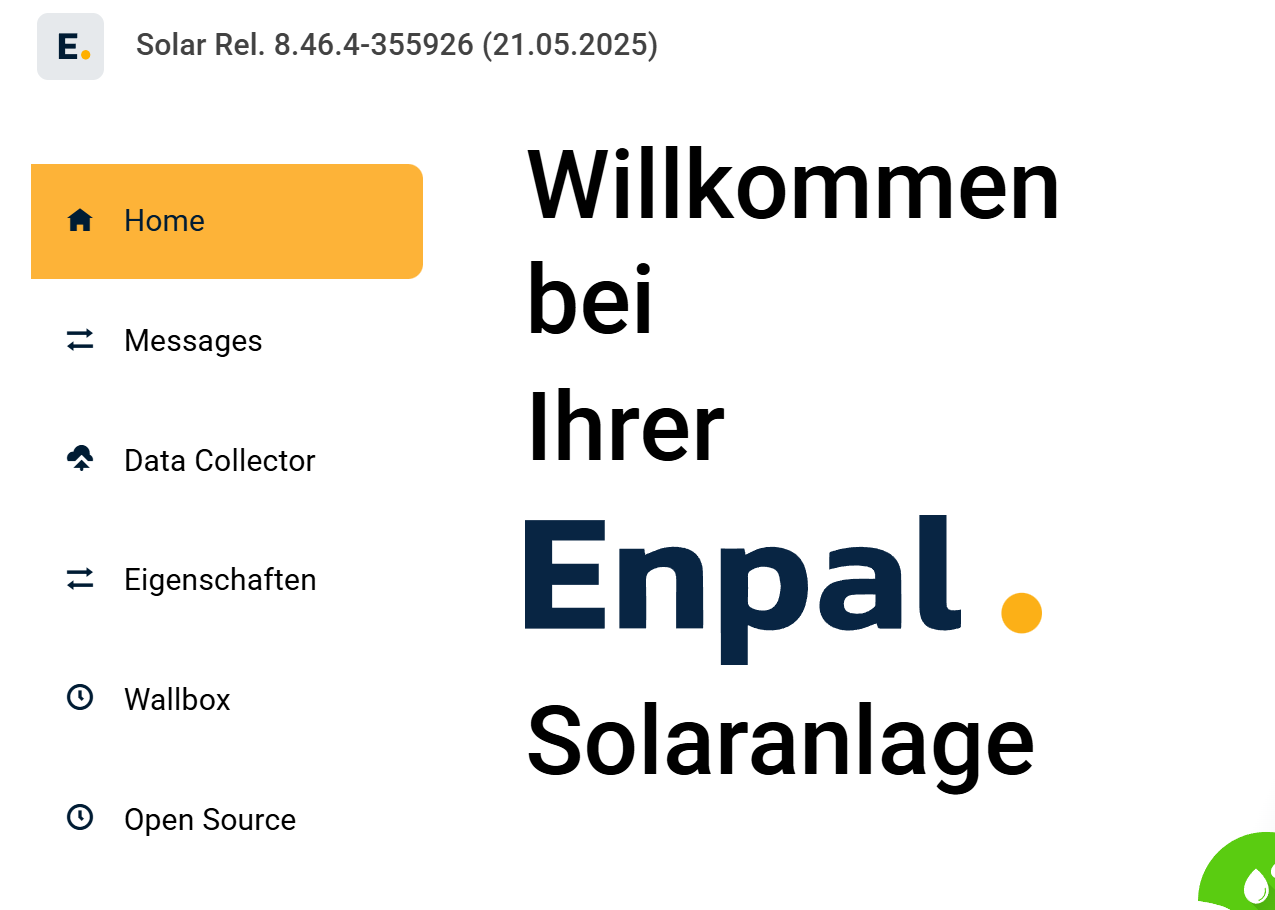 E.
Solar Rel. 8.46.4-355926 (21.05.2025)
Home
Messages
Data Collector
Eigenschaften
Wallbox
Open Source
Willkommen
bei
Ihrer
Enpal.
Solaranlage